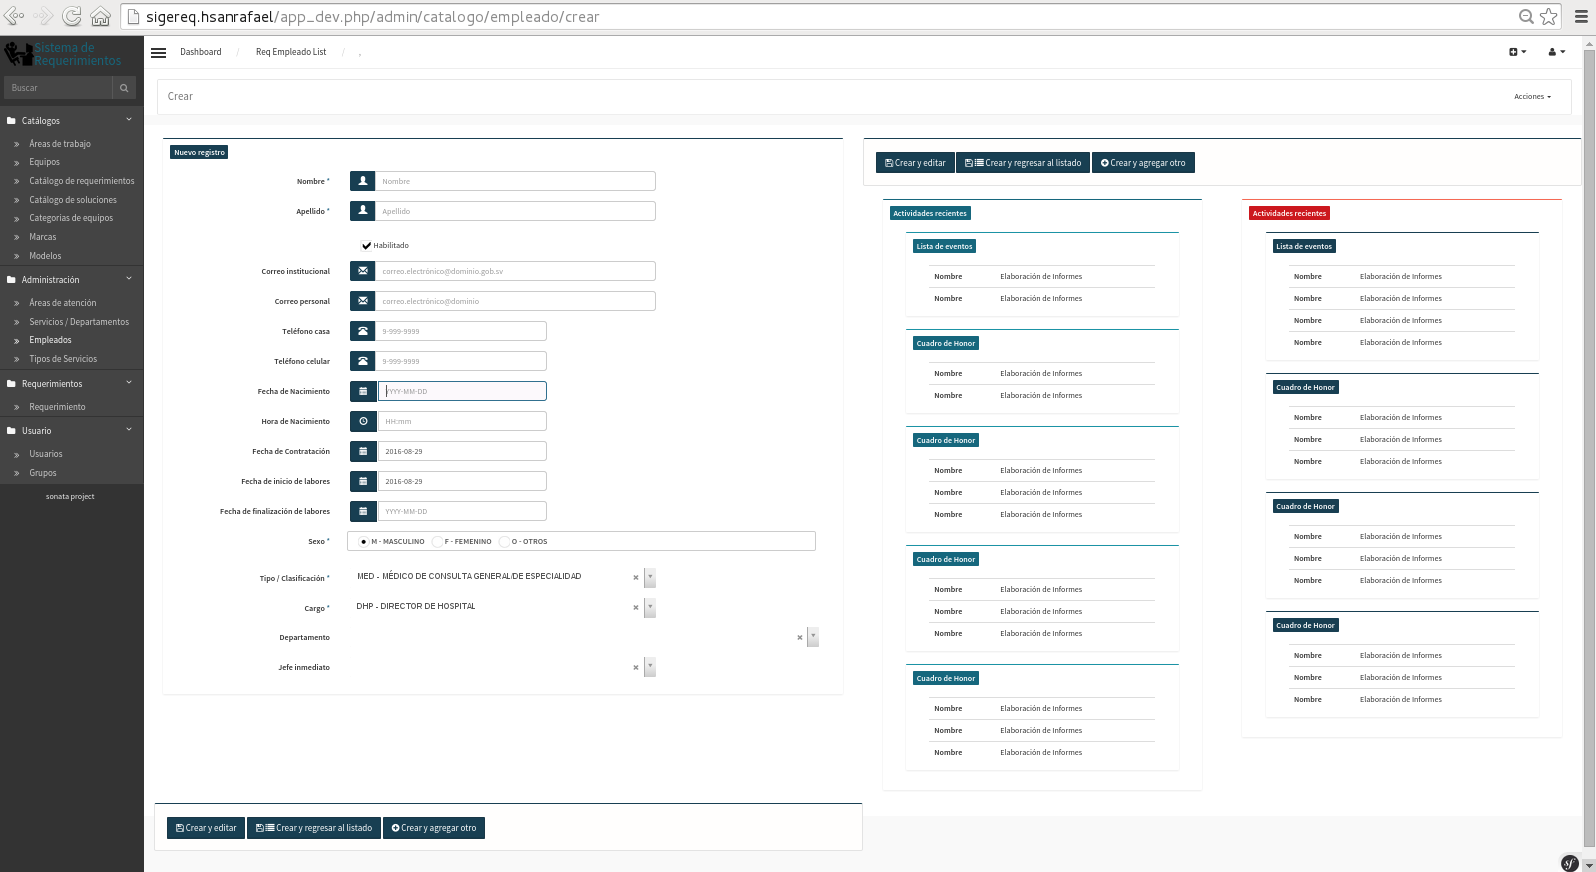 sigereq.hsanrafael/app_dev.php/admin/catalogo/empleado/crear
Sistema de
Requerimientos
Buscar
Catálogos
Áreas de trabajo
Equipos
Catálogo de requerimientos
Catálogo de soluciones
Categorias de equipos
Marcas
Modelos
Administración
Áreas de atención
Servicios / Departamentos
Empleados
Tipos de Servicios
Requerimientos
Requerimiento
Usuario
Usuarios
Grupos
sonata project
Dashboard / Req Empleado List / ,
Crear
Acciones
Nuevo registro
Nombre * Nombre
Apellido * Apellido
Habilitado
Correo institucional correo.electrónico@dominio.gob.sv
Correo personal correo.electrónico@dominio
Teléfono casa 9-999-9999
Teléfono celular 9-999-9999
Fecha de Nacimiento YYYY-MM-DD
Hora de Nacimiento HH:mm
Fecha de Contratación 2016-08-29
Fecha de inicio de labores 2016-08-29
Fecha de finalización de labores YYYY-MM-DD
Sexo * M - MASCULINO F - FEMENINO O - OTROS
Tipo / Clasificación * MED - MÉDICO DE CONSULTA GENERAL/DE ESPECIALIDAD
Cargo * DHP - DIRECTOR DE HOSPITAL
Departamento
Jefe inmediato
Crear y editar Crear y regresar al listado Crear y agregar otro
Crear y editar Crear y regresar al listado Crear y agregar otro
Actividades recientes
Lista de eventos
Nombre Elaboración de Informes
Nombre Elaboración de Informes
Cuadro de Honor
Nombre Elaboración de Informes
Nombre Elaboración de Informes
Cuadro de Honor
Nombre Elaboración de Informes
Nombre Elaboración de Informes
Nombre Elaboración de Informes
Cuadro de Honor
Nombre Elaboración de Informes
Nombre Elaboración de Informes
Nombre Elaboración de Informes
Cuadro de Honor
Nombre Elaboración de Informes
Nombre Elaboración de Informes
Nombre Elaboración de Informes
Actividades recientes
Lista de eventos
Nombre Elaboración de Informes
Nombre Elaboración de Informes
Nombre Elaboración de Informes
Nombre Elaboración de Informes
Cuadro de Honor
Nombre Elaboración de Informes
Nombre Elaboración de Informes
Nombre Elaboración de Informes
Cuadro de Honor
Nombre Elaboración de Informes
Nombre Elaboración de Informes
Nombre Elaboración de Informes
Cuadro de Honor
Nombre Elaboración de Informes
Nombre Elaboración de Informes
Nombre Elaboración de Informes
sf